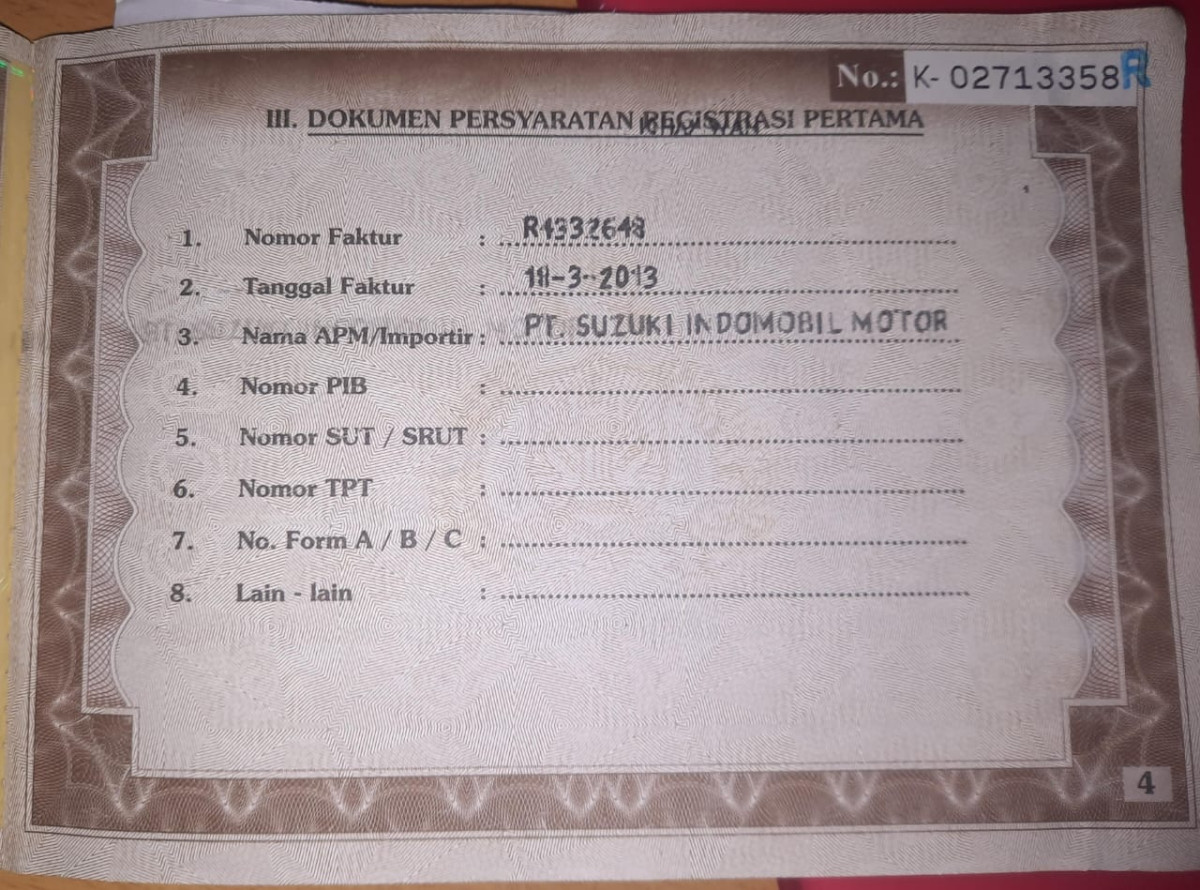 No.: K- 02713358 R
III. DOKUMEN PERSYARATAN REGISTRASI PERTAMA
1. Nomor Faktur : R4332648
2. Tanggal Faktur : 18-3-2013
3. Nama APM/Importir : PT. SUZUKI INDOMOBIL MOTOR
4. Nomor PIB :
5. Nomor SUT / SRUT :
6. Nomor TPT :
7. No. Form A / B / C :
8. Lain - lain :
4